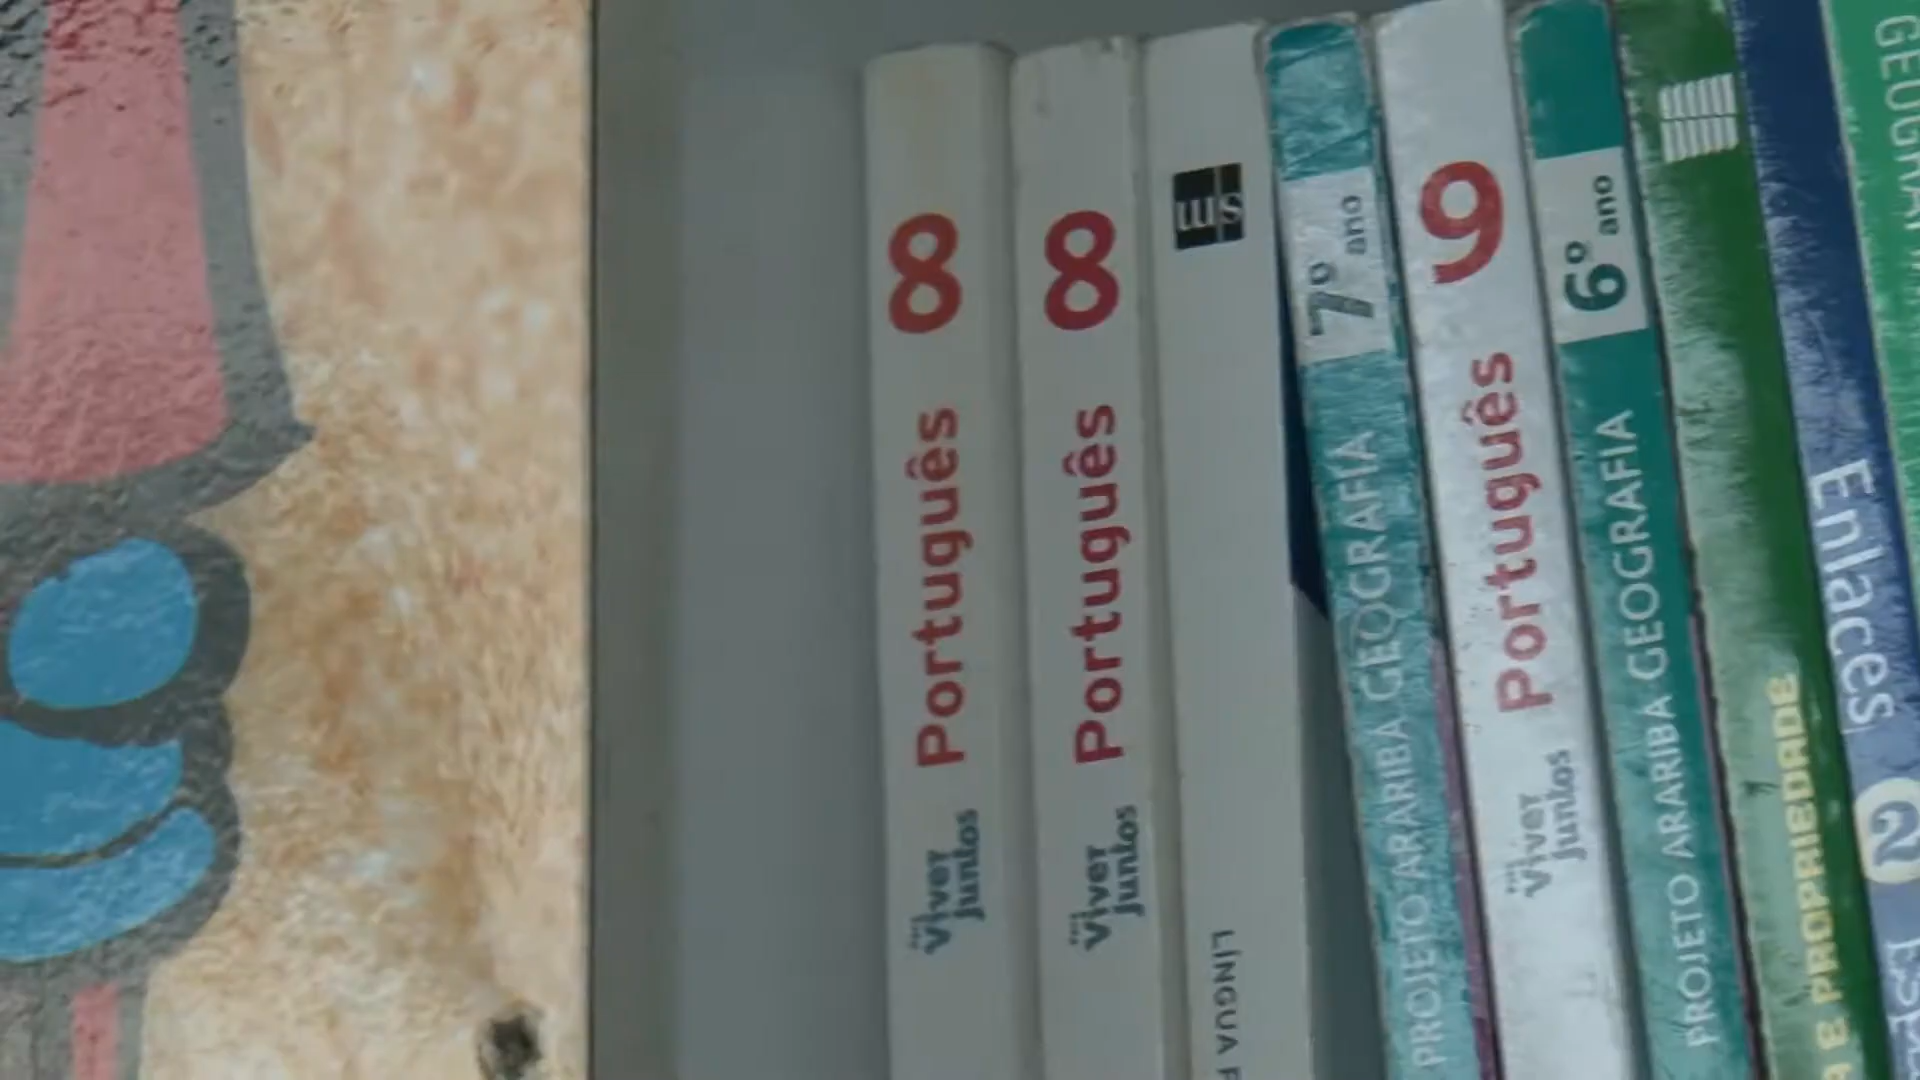 8 Português
Viver
Juntos
8 Português
Viver
Juntos
sm
LÍNGUA
7º ano
PROJETO ARARIBÁ GEOGRAFIA
9 Português
Viver
Juntos
6º ano
PROJETO ARARIBÁ GEOGRAFIA
E PROPRIEDADE
Enlaces 2